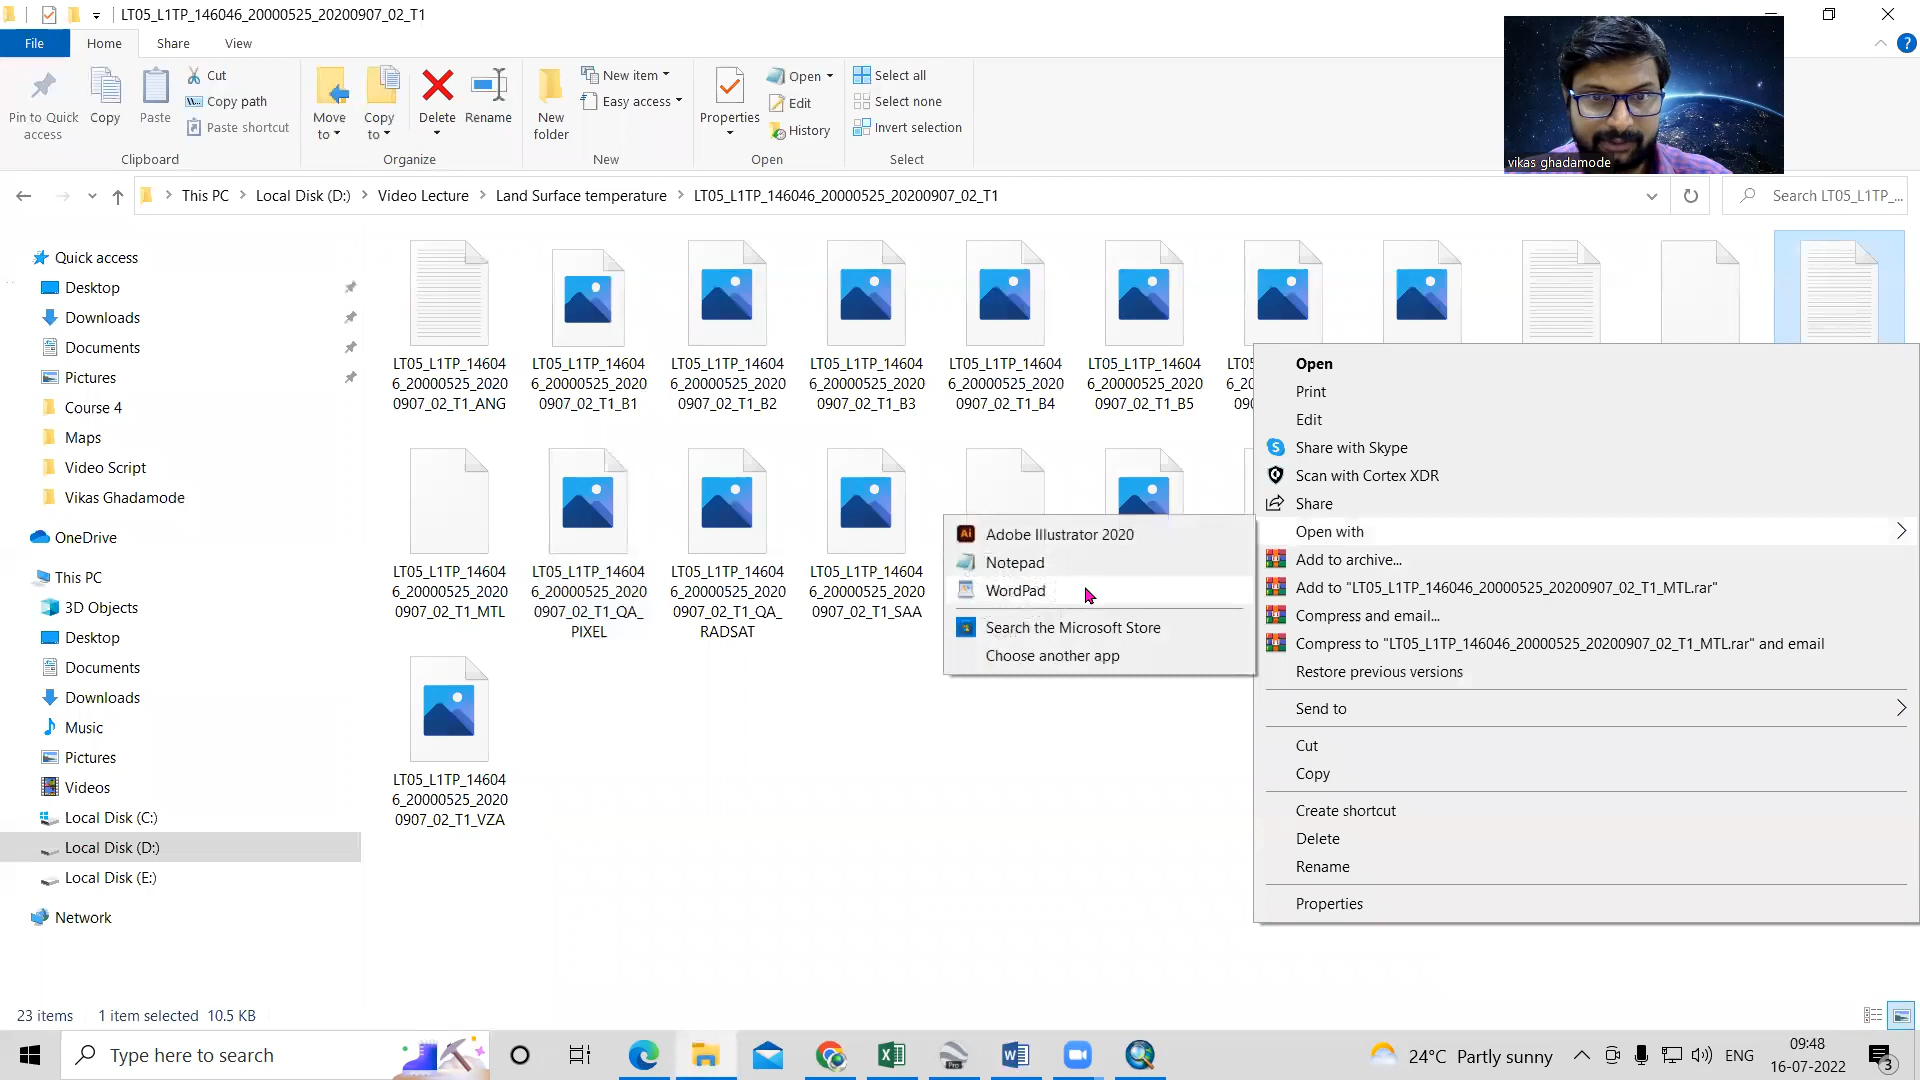 LT05_L1TP_146046_20000525_20200907_02_T1
File
Home
Share
View
Pin to Quick
access
Copy
Paste
Cut
Copy path
Paste shortcut
Clipboard
Move
to
Copy
to
Delete
Rename
Organize
New
folder
New item
Easy access
New
Properties
Open
Edit
History
Open
Select all
Select none
Invert selection
Select
vikas ghadamode
This PC
Local Disk (D:)
Video Lecture
Land Surface temperature
LT05_L1TP_146046_20000525_20200907_02_T1
Search LT05_L1TP_...
Quick access
Desktop
Downloads
Documents
Pictures
Course 4
Maps
Video Script
Vikas Ghadamode
OneDrive
This PC
3D Objects
Desktop
Documents
Downloads
Music
Pictures
Videos
Local Disk (C:)
Local Disk (D:)
Local Disk (E:)
Network
LT05_L1TP_14604
6_20000525_2020
0907_02_T1_ANG
LT05_L1TP_14604
6_20000525_2020
0907_02_T1_B1
LT05_L1TP_14604
6_20000525_2020
0907_02_T1_B2
LT05_L1TP_14604
6_20000525_2020
0907_02_T1_B3
LT05_L1TP_14604
6_20000525_2020
0907_02_T1_B4
LT05_L1TP_14604
6_20000525_2020
0907_02_T1_B5
LT05_L1TP_14604
6_20000525_2020
0907_02_T1_MTL
LT05_L1TP_14604
6_20000525_2020
0907_02_T1_QA_
PIXEL
LT05_L1TP_14604
6_20000525_2020
0907_02_T1_QA_
RADSAT
LT05_L1TP_14604
6_20000525_2020
0907_02_T1_SAA
LT05_L1TP_14604
6_20000525_2020
0907_02_T1_VZA
Adobe Illustrator 2020
Notepad
WordPad
Search the Microsoft Store
Choose another app
Open
Print
Edit
Share with Skype
Scan with Cortex XDR
Share
Open with
Add to archive...
Add to "LT05_L1TP_146046_20000525_20200907_02_T1_MTL.rar"
Compress and email...
Compress to "LT05_L1TP_146046_20000525_20200907_02_T1_MTL.rar" and email
Restore previous versions
Send to
Cut
Copy
Create shortcut
Delete
Rename
Properties
23 items
1 item selected 10.5 KB
Type here to search
24°C Partly sunny
ENG
09:48
16-07-2022
3